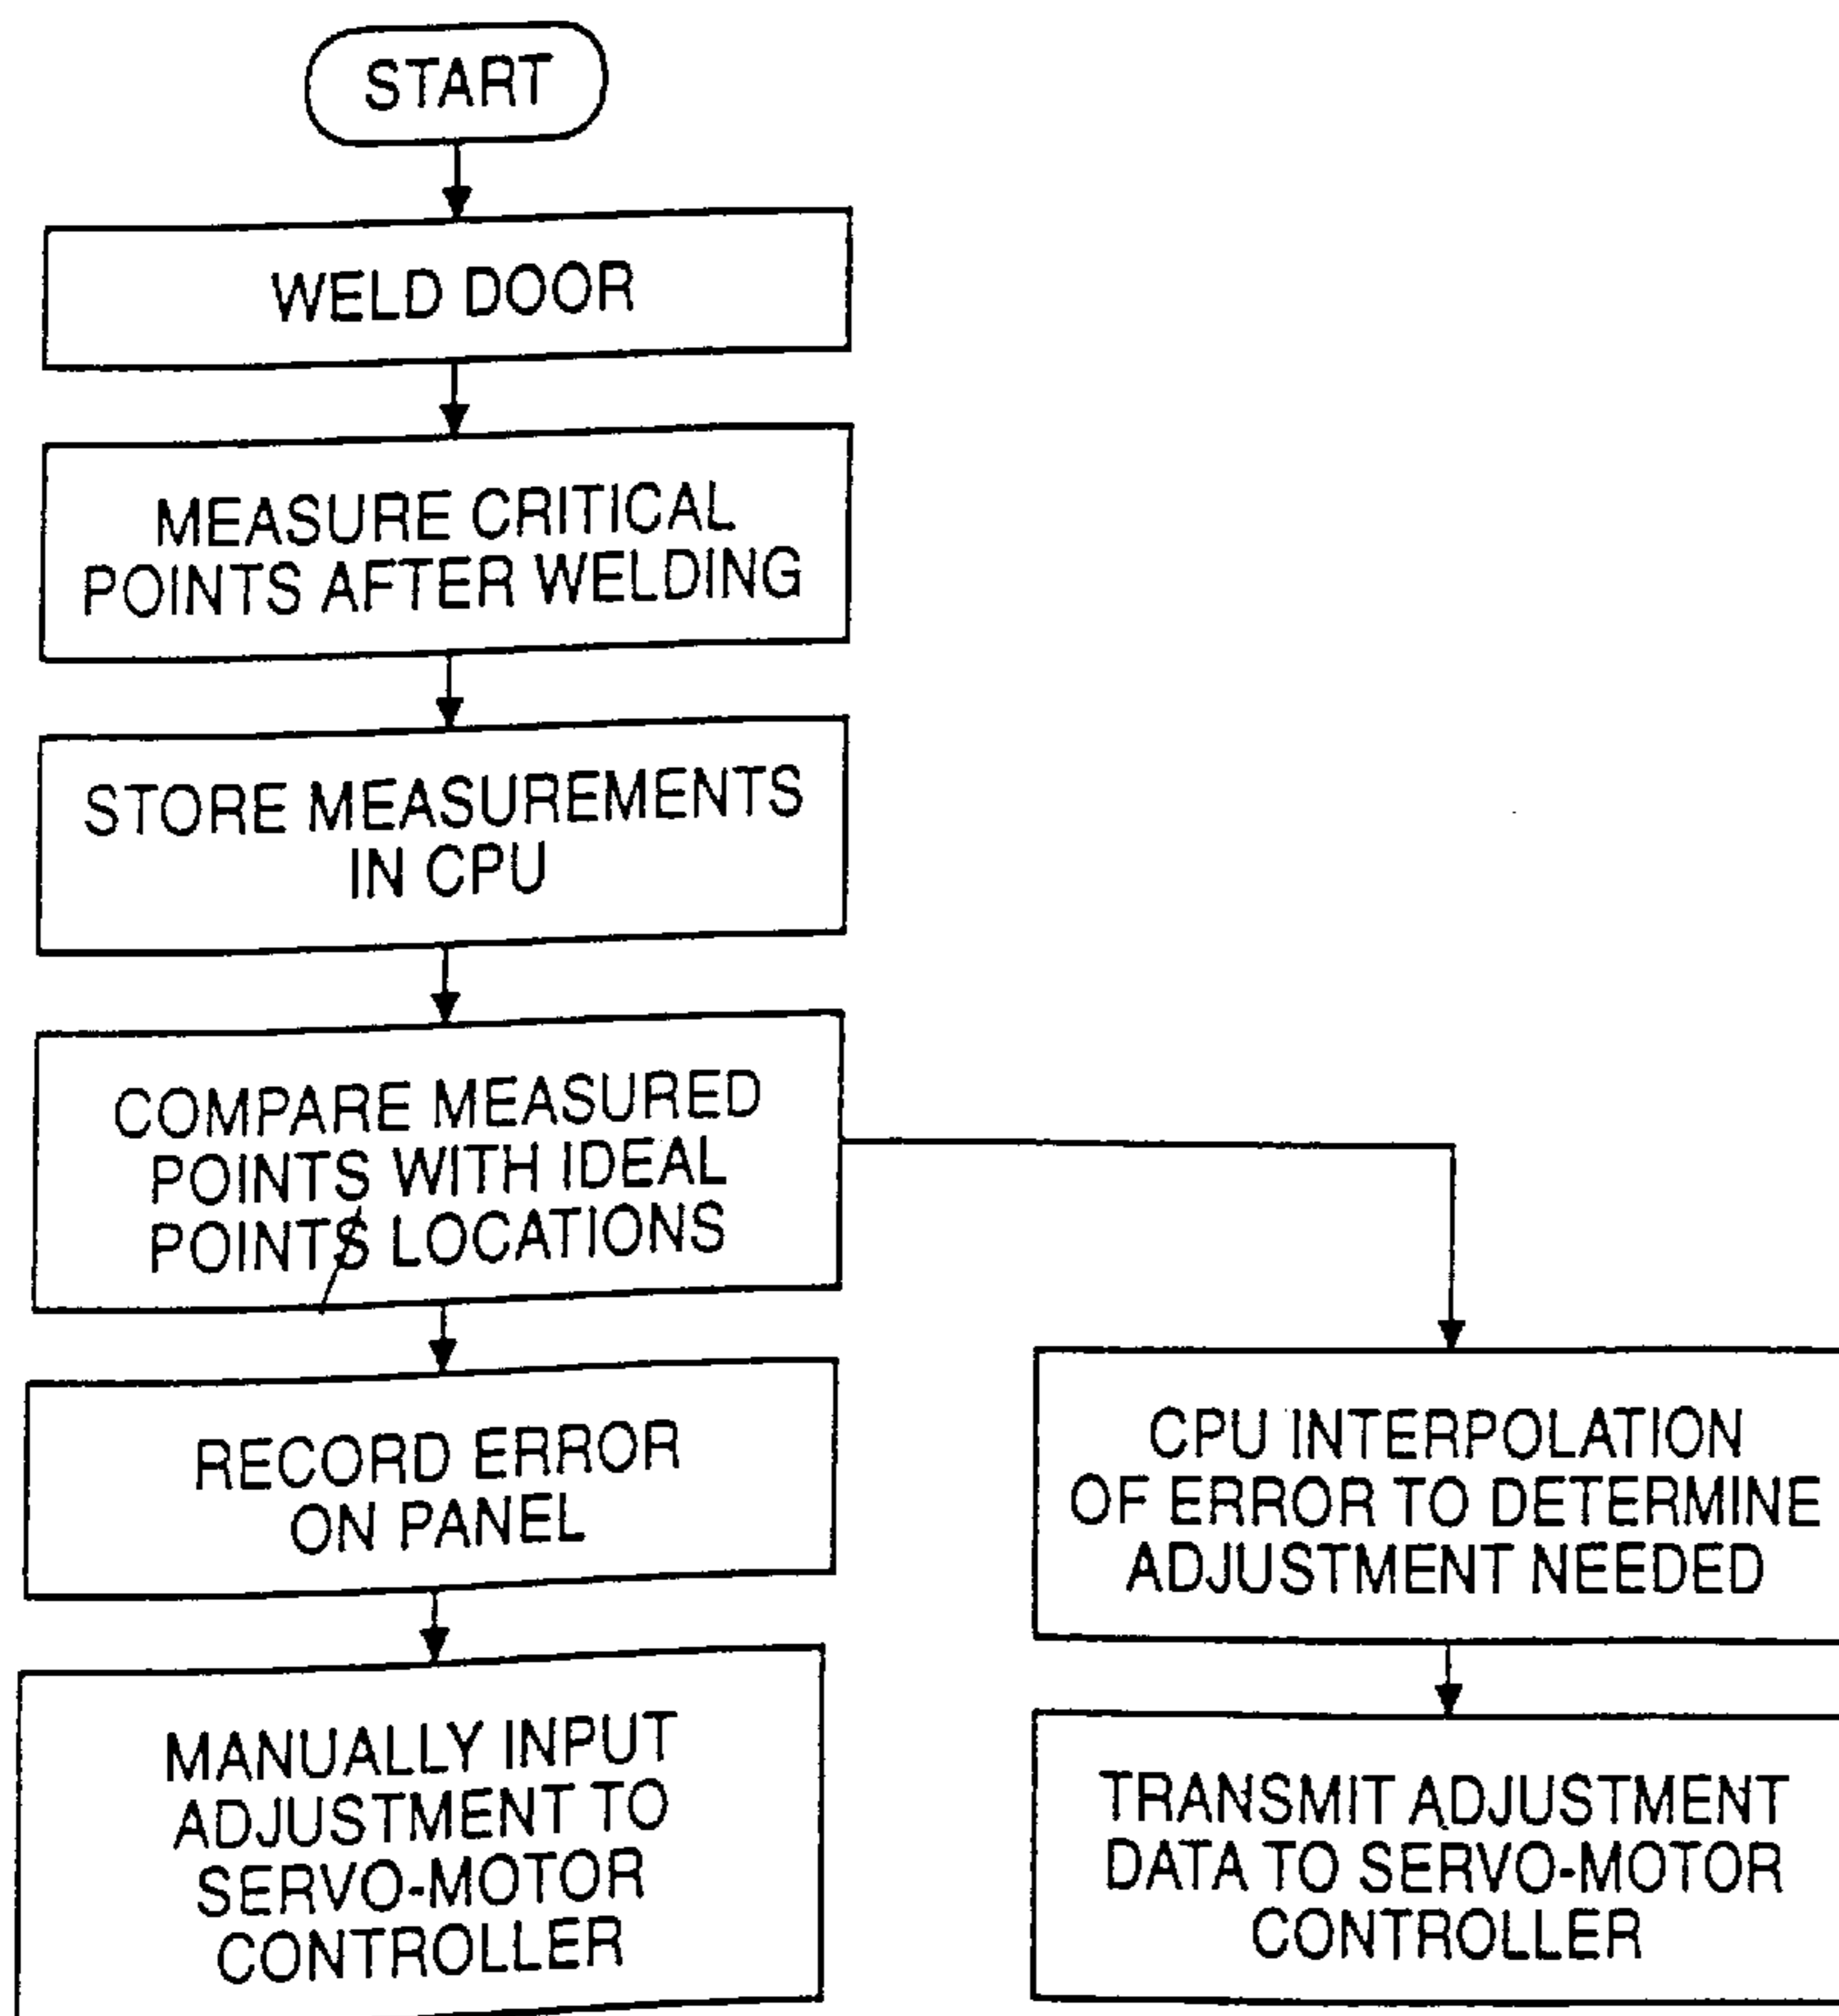 START
WELD DOOR
MEASURE CRITICAL
POINTS AFTER WELDING
STORE MEASUREMENTS
IN CPU
COMPARE MEASURED
POINTS WITH IDEAL
POINTS LOCATIONS
RECORD ERROR
ON PANEL
MANUALLY INPUT
ADJUSTMENT TO
SERVO-MOTOR
CONTROLLER
CPU INTERPOLATION
OF ERROR TO DETERMINE
ADJUSTMENT NEEDED
TRANSMIT ADJUSTMENT
DATA TO SERVO-MOTOR
CONTROLLER